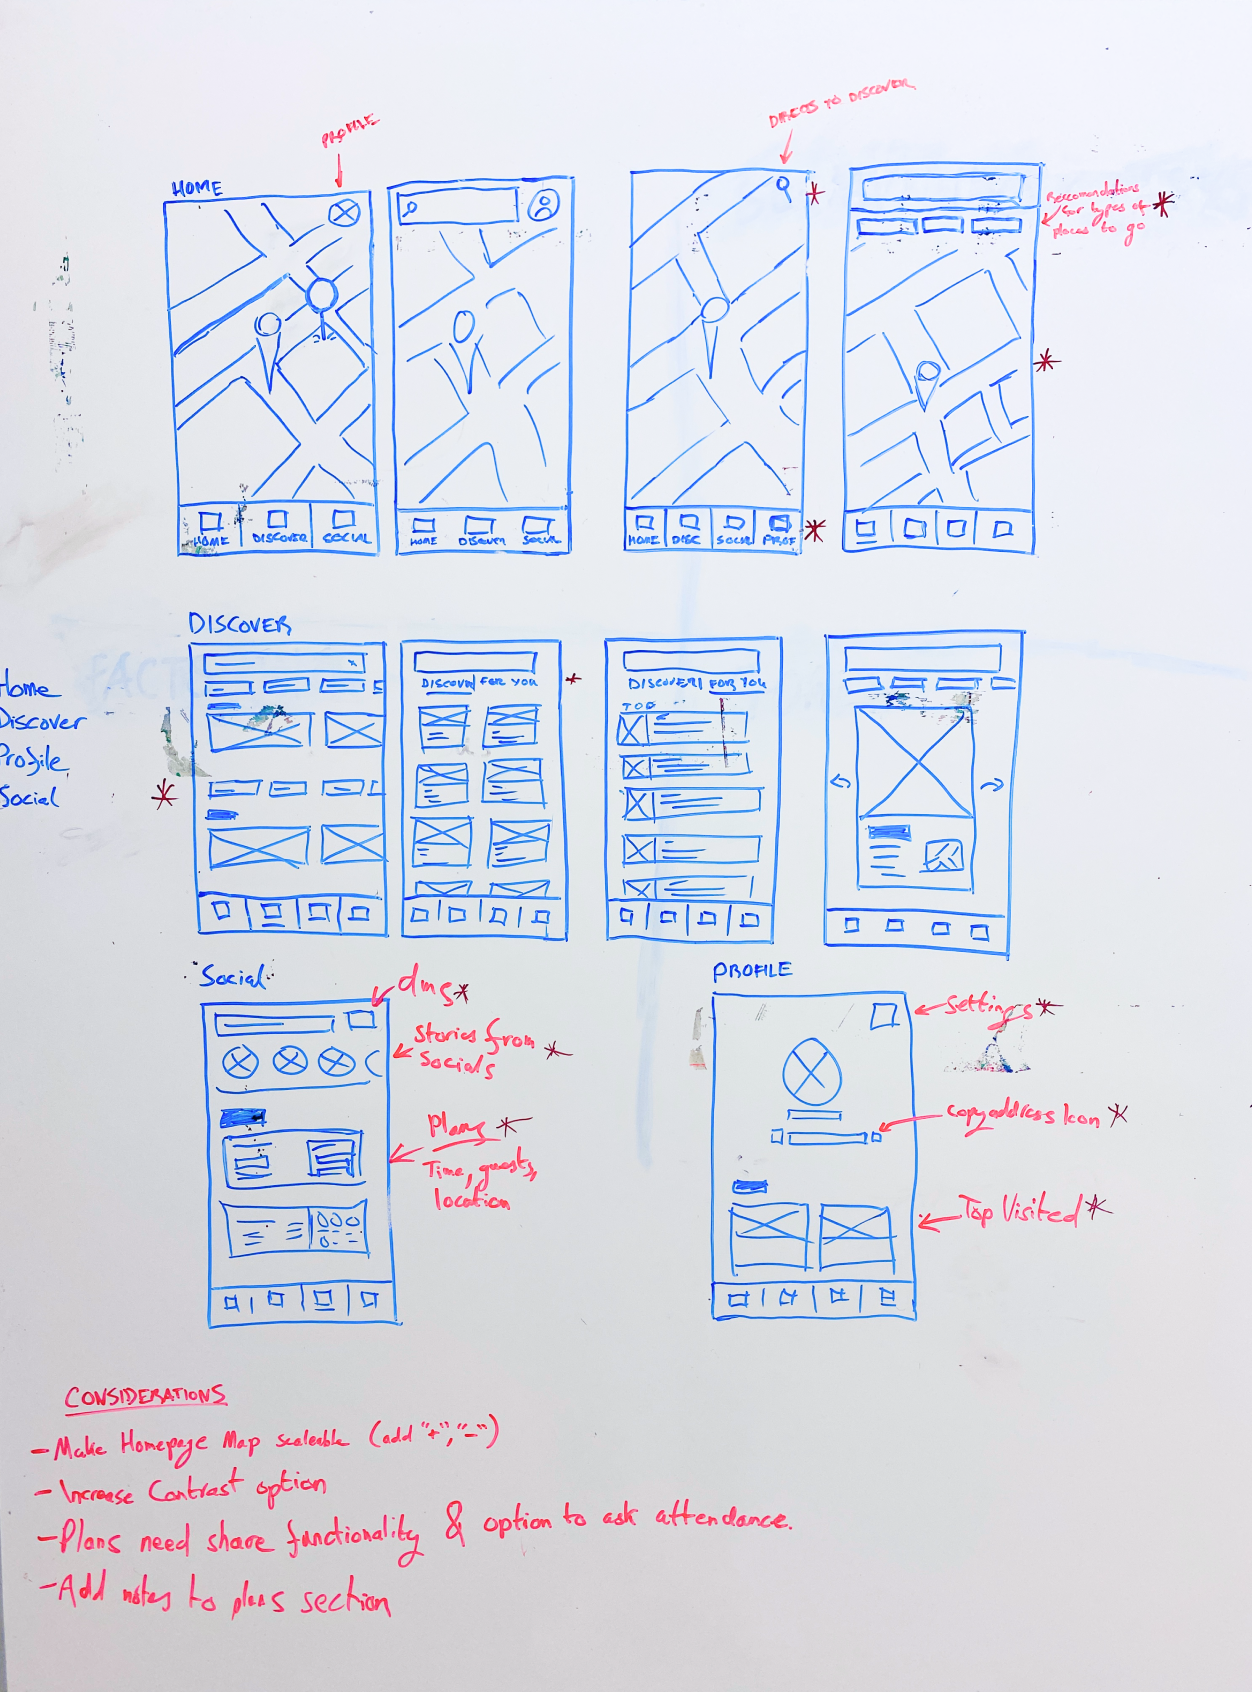 PROFILE
DIRECTS TO DISCOVER
HOME
Reccomendations
for types of
places to go
HOME DISCOVER SOCIAL
HOME DISCOVER SOCIAL
HOME DISC SOCIAL PROF
DISCOVER
Home
Discover
Profile
Social
DISCOVER FOR YOU
DISCOVER FOR YOU
Social
dms
Stories from
Socials
Plans
Time, guests,
location
PROFILE
Settings
Copy address Icon
Top Visited
CONSIDERATIONS
- Make Homepage Map scaleable (add "+", "-")
- Increase Contrast option
- Plans need share functionality & option to ask attendance.
- Add notes to plans section